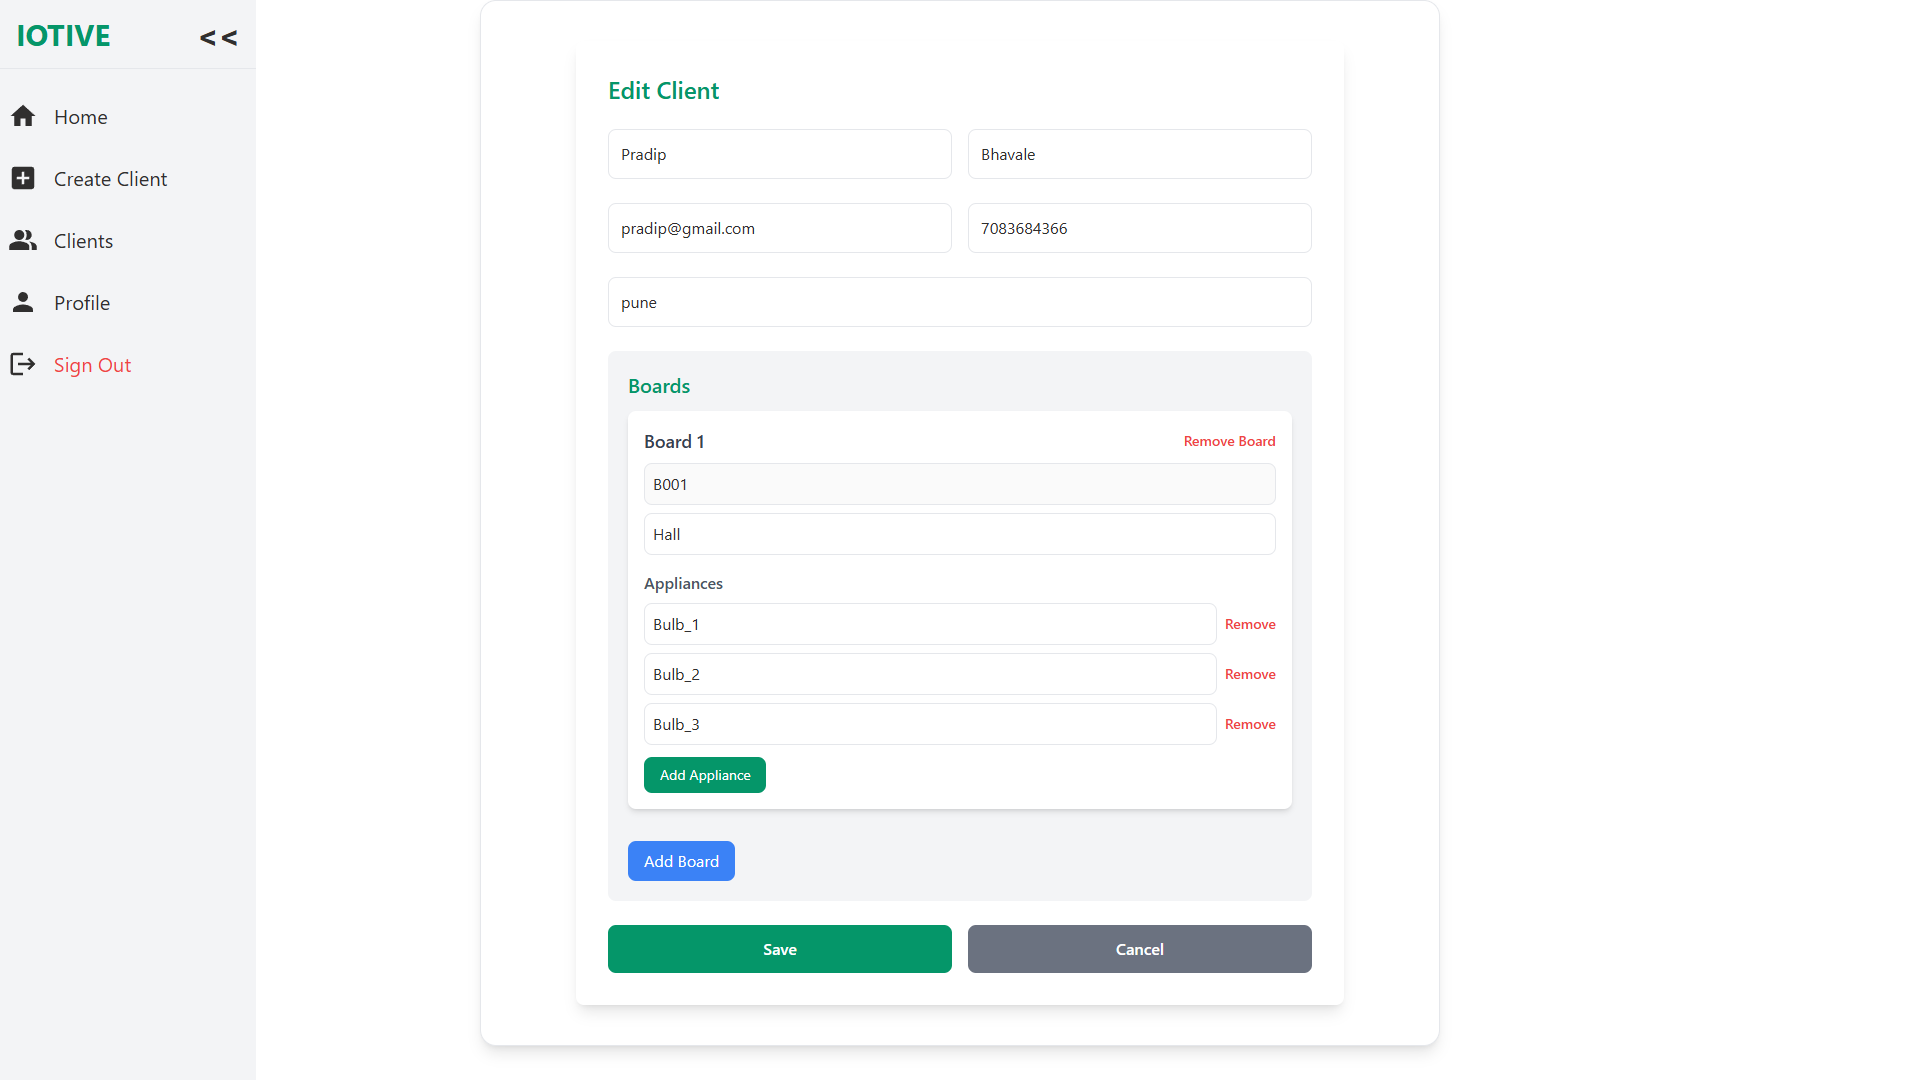 IOTIVE <<
Home
Create Client
Clients
Profile
Sign Out
Edit Client
Pradip Bhavale
pradip@gmail.com 7083684366
pune
Boards
Board 1 Remove Board
B001
Hall
Appliances
Bulb_1 Remove
Bulb_2 Remove
Bulb_3 Remove
Add Appliance
Add Board
Save Cancel